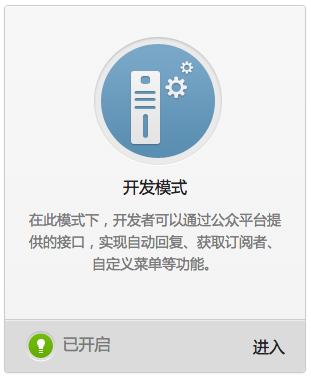 开发模式
在此模式下，开发者可以通过公众平台提
供的接口，实现自动回复、获取订阅者、
自定义菜单等功能。
已开启
进入